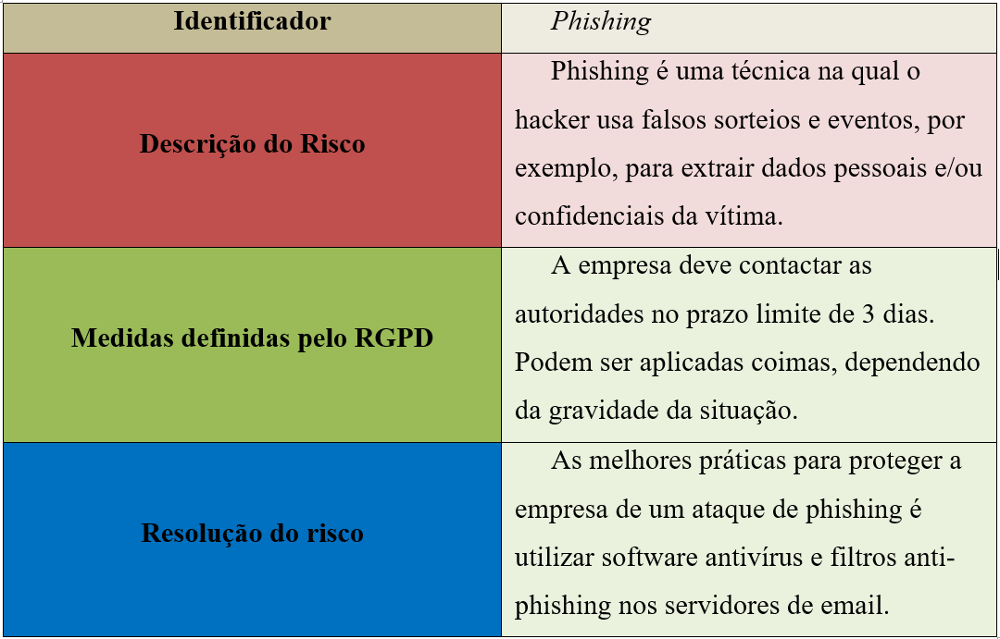 Identificador
Phishing
Descrição do Risco
Phishing é uma técnica na qual o
hacker usa falsos sorteios e eventos, por
exemplo, para extrair dados pessoais e/ou
confidenciais da vítima.
Medidas definidas pelo RGPD
A empresa deve contactar as
autoridades no prazo limite de 3 dias.
Podem ser aplicadas coimas, dependendo
da gravidade da situação.
Resolução do risco
As melhores práticas para proteger a
empresa de um ataque de phishing é
utilizar software antivírus e filtros anti-
phishing nos servidores de email.